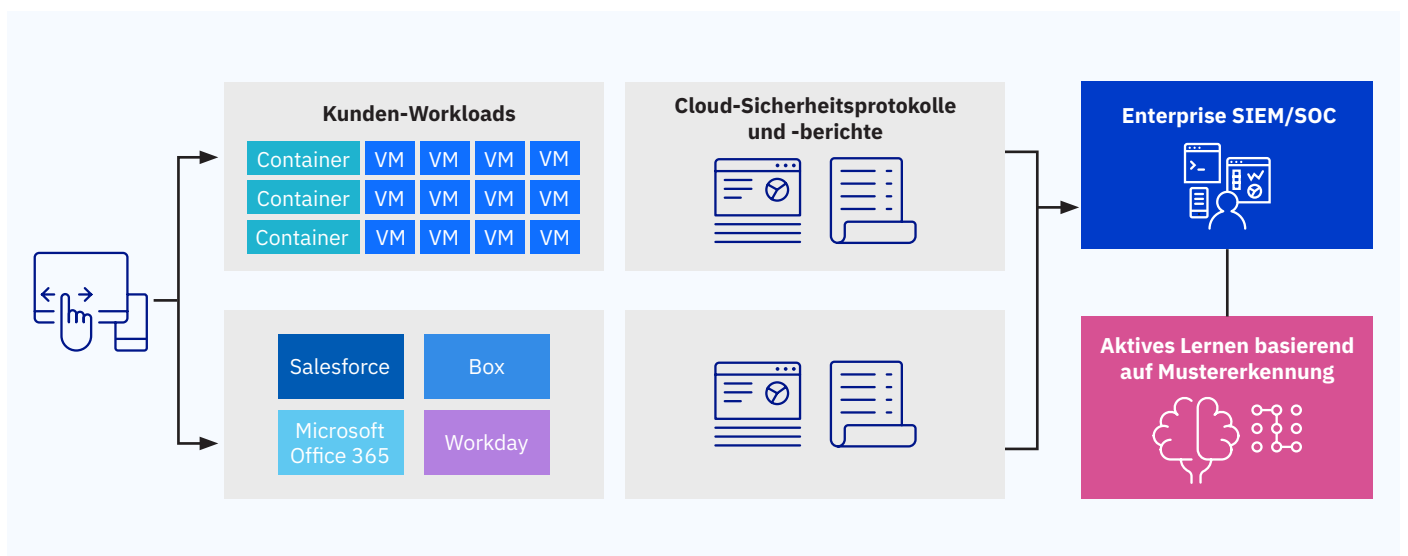 Kunden-Workloads
Container VM VM VM VM
Container VM VM VM VM
Container VM VM VM VM
Cloud-Sicherheitsprotokolle
und -berichte
Enterprise SIEM/SOC
Salesforce
Box
Microsoft
Office 365
Workday
Aktives Lernen basierend
auf Mustererkennung